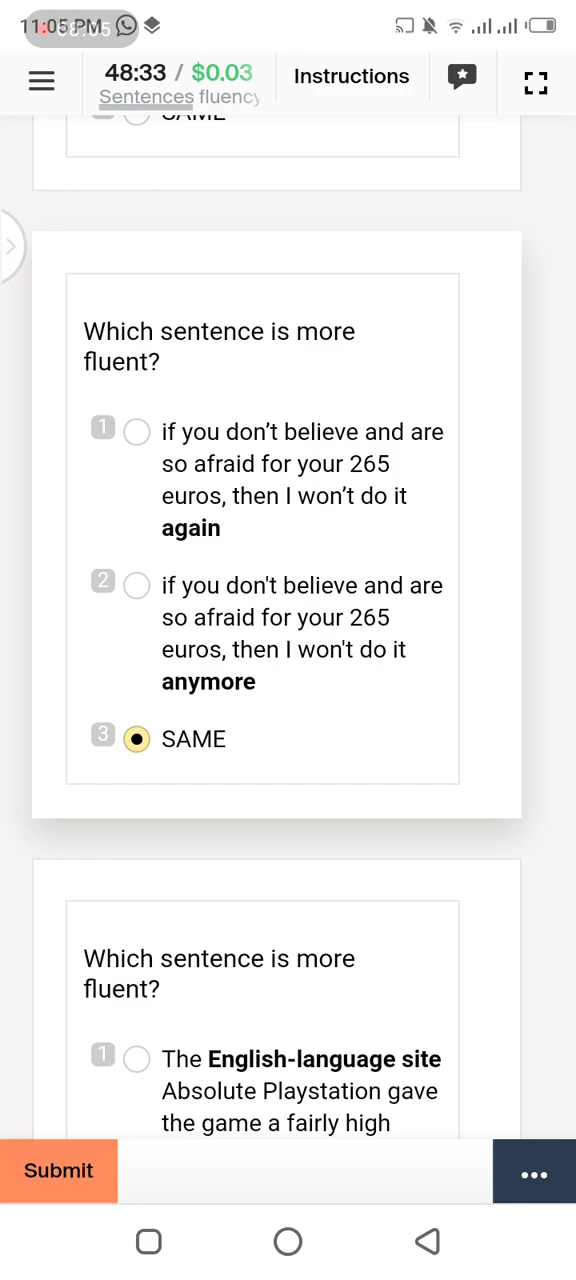 11:05 PM
58:05
48:33 / $0.03
Instructions
Sentences fluency
SAME
Which sentence is more
fluent?
1
if you don’t believe and are
so afraid for your 265
euros, then I won’t do it
again
2
if you don't believe and are
so afraid for your 265
euros, then I won't do it
anymore
3
SAME
Which sentence is more
fluent?
1
The English-language site
Absolute Playstation gave
the game a fairly high
Submit